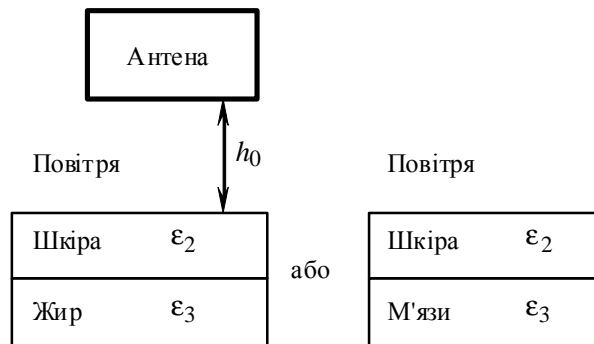 Антена
h0
Повітря Повітря
Шкіра ε2 Шкіра ε2
або
Жир ε3 М'язи ε3